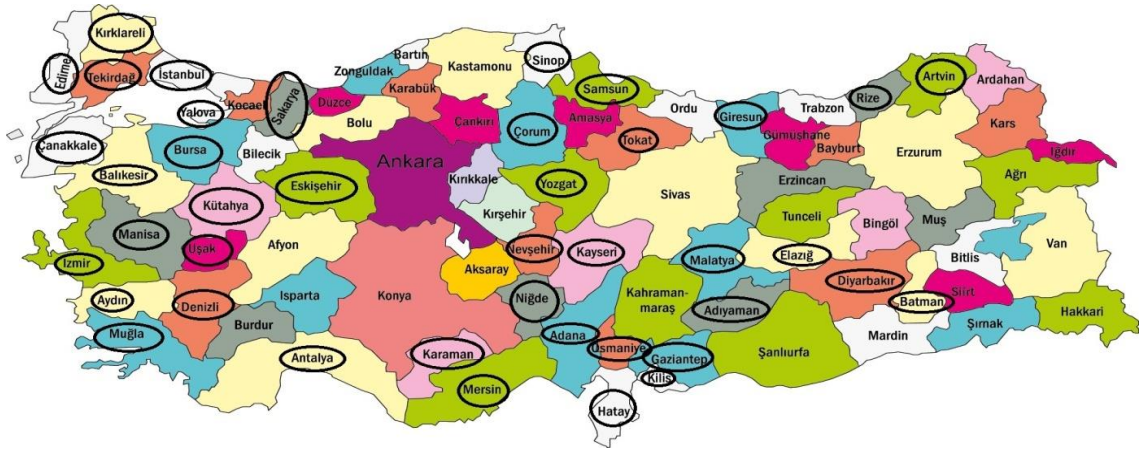 Kırklareli
Edirne
Tekirdağ
İstanbul
Yalova
Kocaeli
Sakarya
Düzce
Zonguldak
Bartın
Karabük
Kastamonu
Sinop
Samsun
Ordu
Giresun
Trabzon
Rize
Artvin
Ardahan
Kars
Iğdır
Ağrı
Çanakkale
Bursa
Bilecik
Bolu
Çankırı
Çorum
Amasya
Tokat
Gümüşhane
Bayburt
Erzurum
Balıkesir
Kütahya
Eskişehir
Ankara
Kırıkkale
Yozgat
Sivas
Erzincan
Tunceli
Bingöl
Muş
Bitlis
Van
Manisa
Uşak
Afyon
Kırşehir
Nevşehir
Kayseri
Malatya
Elazığ
Diyarbakır
Batman
Siirt
Şırnak
Hakkari
İzmir
Aydın
Denizli
Isparta
Konya
Aksaray
Niğde
Kahraman-
maraş
Adıyaman
Mardin
Şanlıurfa
Muğla
Burdur
Antalya
Karaman
Mersin
Adana
Osmaniye
Gaziantep
Kilis
Hatay